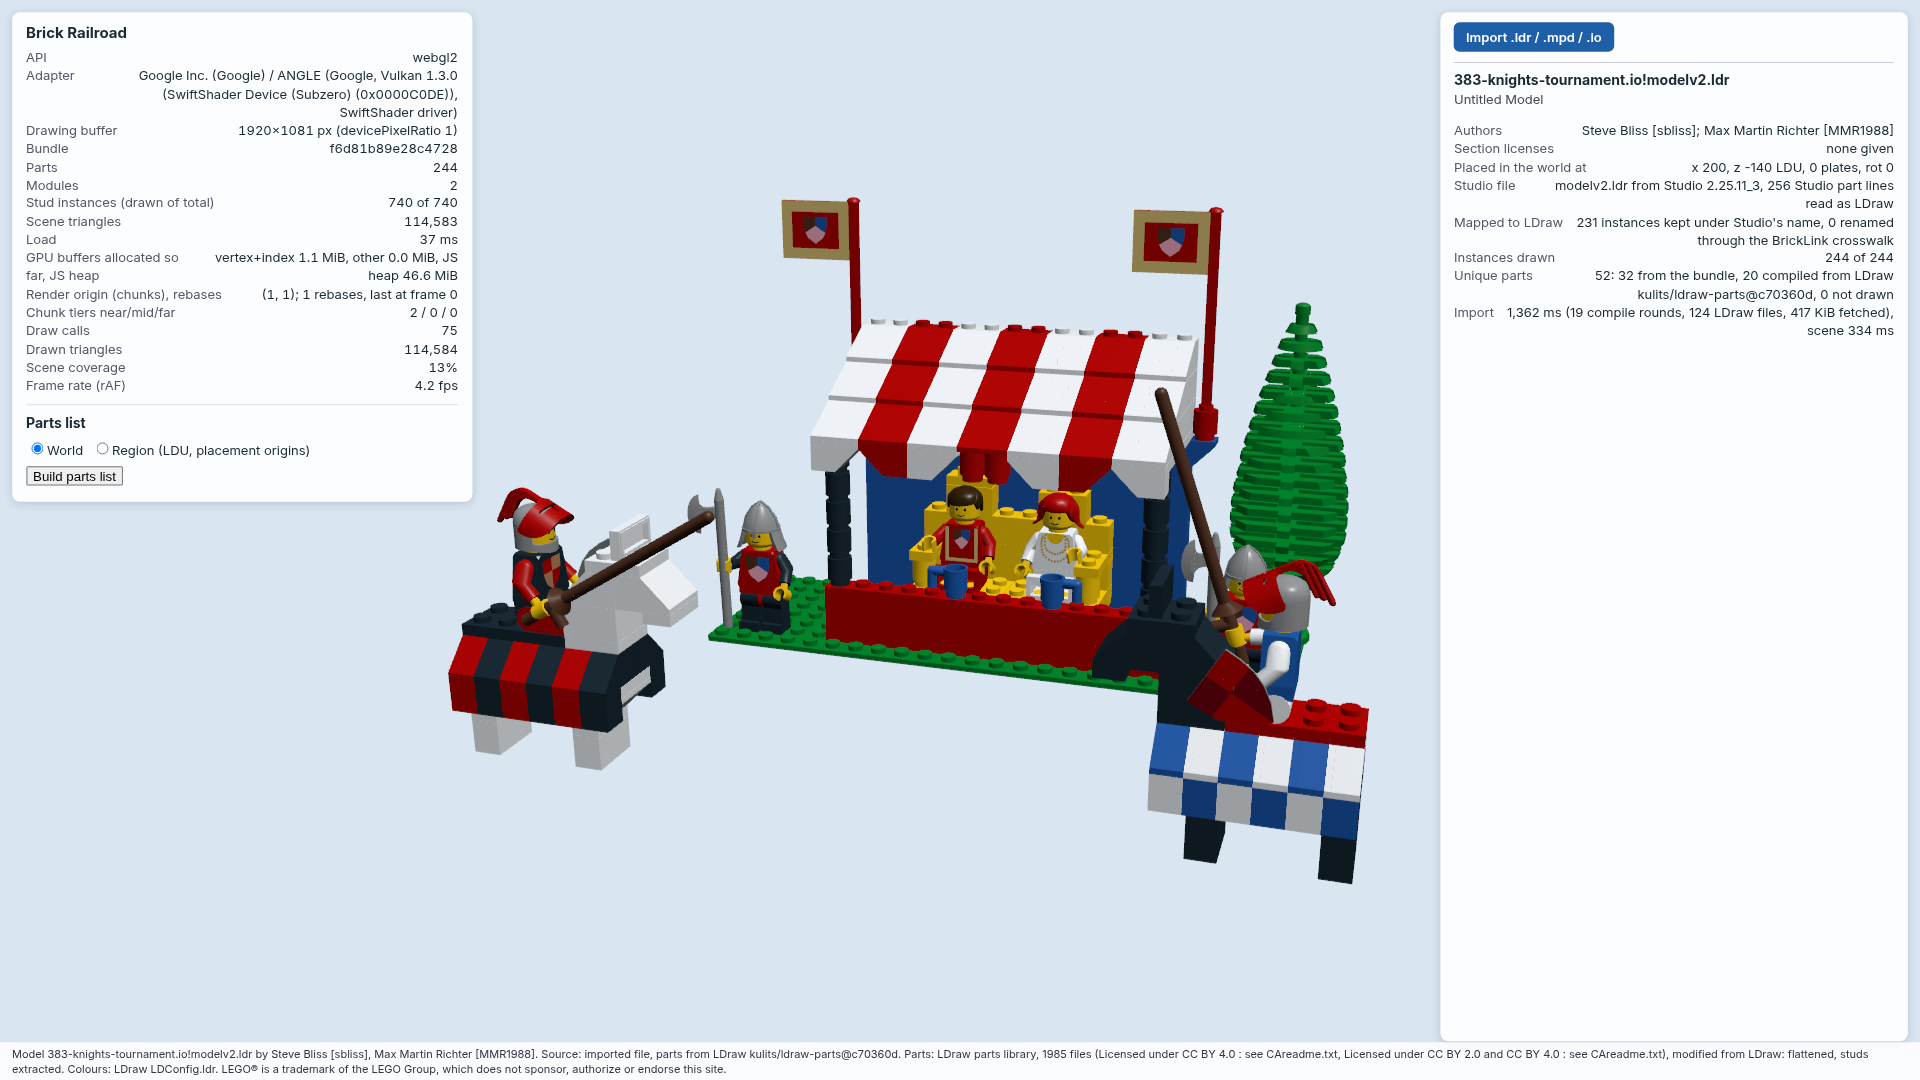 Brick Railroad
API webgl2
Adapter Google Inc. (Google) / ANGLE (Google, Vulkan 1.3.0
(SwiftShader Device (Subzero) (0x0000C0DE)),
SwiftShader driver)
Drawing buffer 1920×1081 px (devicePixelRatio 1)
Bundle f6d81b89e28c4728
Parts 244
Modules 2
Stud instances (drawn of total) 740 of 740
Scene triangles 114,583
Load 37 ms
GPU buffers allocated so vertex+index 1.1 MiB, other 0.0 MiB, JS
far, JS heap heap 46.6 MiB
Render origin (chunks), rebases (1, 1); 1 rebases, last at frame 0
Chunk tiers near/mid/far 2 / 0 / 0
Draw calls 75
Drawn triangles 114,584
Scene coverage 13%
Frame rate (rAF) 4.2 fps
Parts list
World Region (LDU, placement origins)
Build parts list
Import .ldr / .mpd / .io
383-knights-tournament.io!modelv2.ldr
Untitled Model
Authors Steve Bliss [sbliss]; Max Martin Richter [MMR1988]
Section licenses none given
Placed in the world at x 200, z -140 LDU, 0 plates, rot 0
Studio file modelv2.ldr from Studio 2.25.11_3, 256 Studio part lines
read as LDraw
Mapped to LDraw 231 instances kept under Studio's name, 0 renamed
through the BrickLink crosswalk
Instances drawn 244 of 244
Unique parts 52: 32 from the bundle, 20 compiled from LDraw
kulits/ldraw-parts@c70360d, 0 not drawn
Import 1,362 ms (19 compile rounds, 124 LDraw files, 417 KiB fetched),
scene 334 ms
Model 383-knights-tournament.io!modelv2.ldr by Steve Bliss [sbliss], Max Martin Richter [MMR1988]. Source: imported file, parts from LDraw kulits/ldraw-parts@c70360d. Parts: LDraw parts library, 1985 files (Licensed under CC BY 4.0 : see CAreadme.txt, Licensed under CC BY 2.0 and CC BY 4.0 : see CAreadme.txt), modified from LDraw: flattened, studs
extracted. Colours: LDraw LDConfig.ldr. LEGO® is a trademark of the LEGO Group, which does not sponsor, authorize or endorse this site.